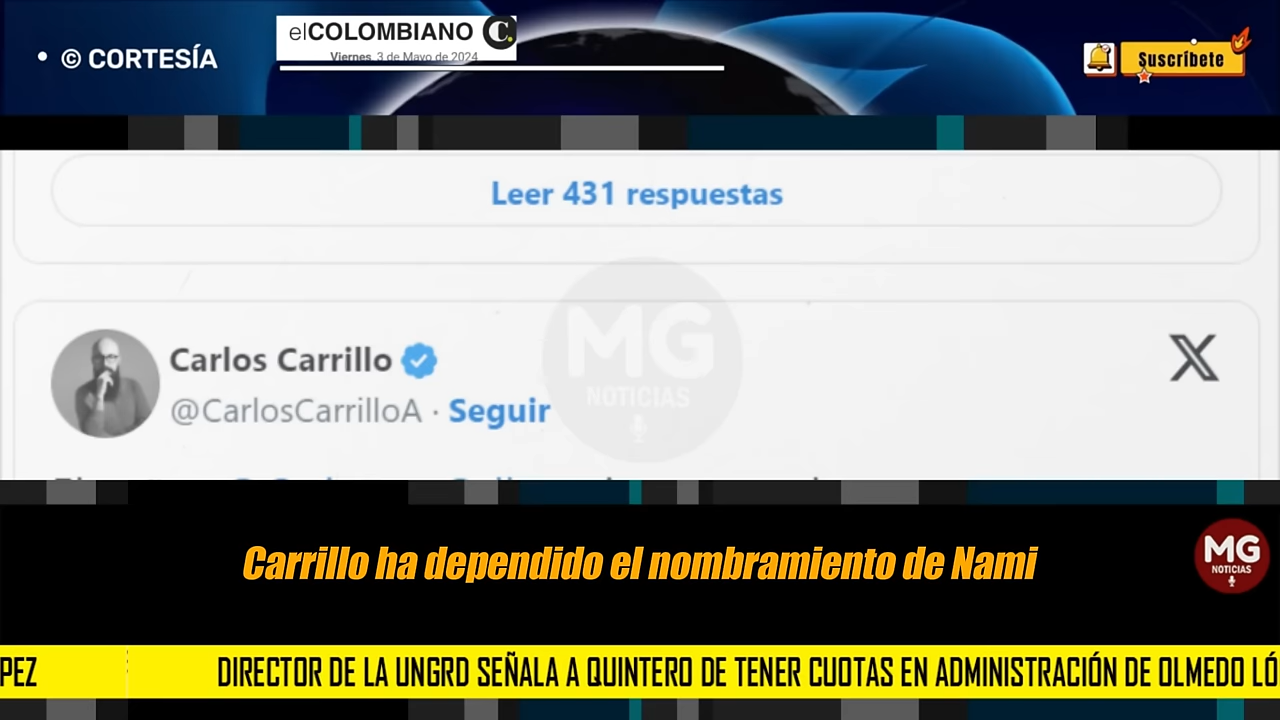 • © CORTESÍA
elCOLOMBIANO C.
Viernes, 3 de Mayo de 2024
Suscríbete
Leer 431 respuestas
MG
NOTICIAS
Carlos Carrillo
X
@CarlosCarrilloA · Seguir
Carrillo ha dependido el nombramiento de Nami
MG
NOTICIAS
PEZ
DIRECTOR DE LA UNGRD SEÑALA A QUINTERO DE TENER CUOTAS EN ADMINISTRACIÓN DE OLMEDO LÓ